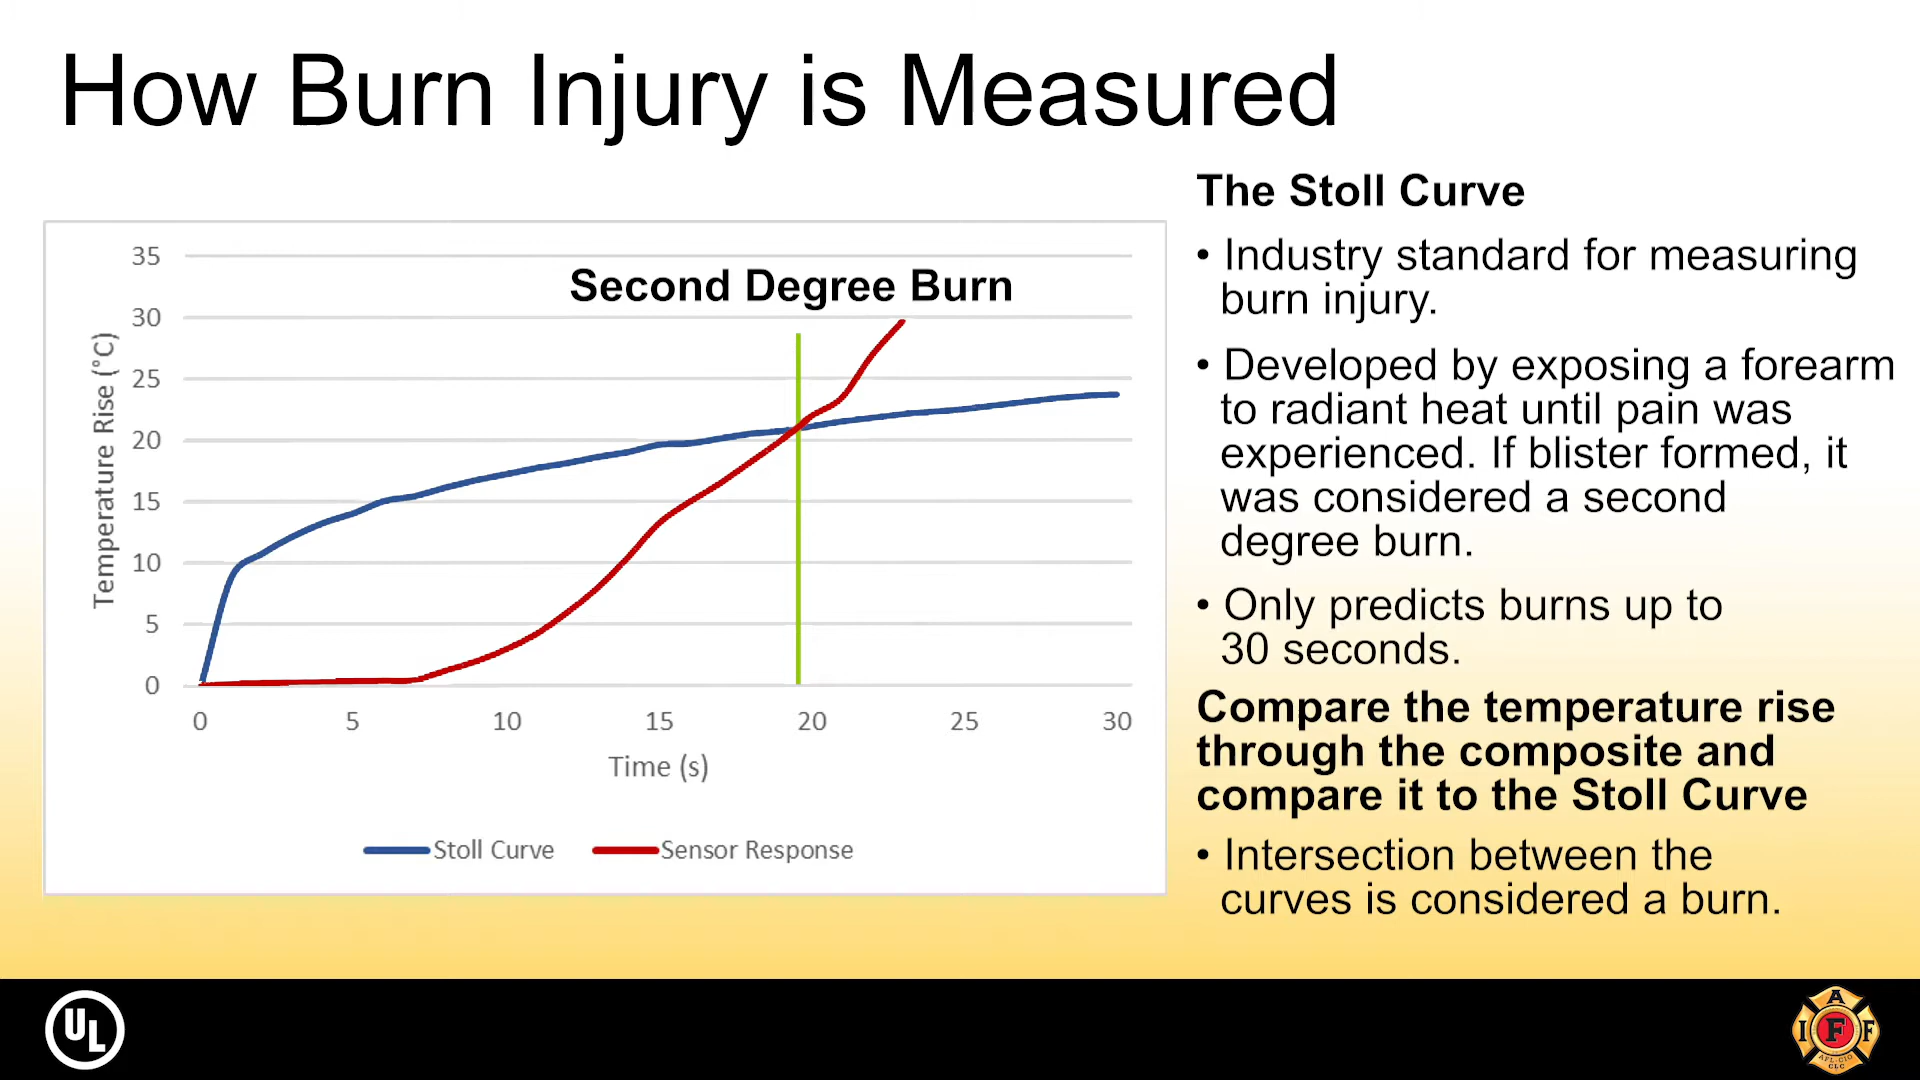 How Burn Injury is Measured
The Stoll Curve
• Industry standard for measuring
burn injury.
• Developed by exposing a forearm
to radiant heat until pain was
experienced. If blister formed, it
was considered a second
degree burn.
• Only predicts burns up to
30 seconds.
Compare the temperature rise
through the composite and
compare it to the Stoll Curve
• Intersection between the
curves is considered a burn.
Second Degree Burn
Temperature Rise (°C)
35
30
25
20
15
10
5
0
0 5 10 15 20 25 30
Time (s)
Stoll Curve Sensor Response
UL
A
I F F
AFL-CIO
CLC